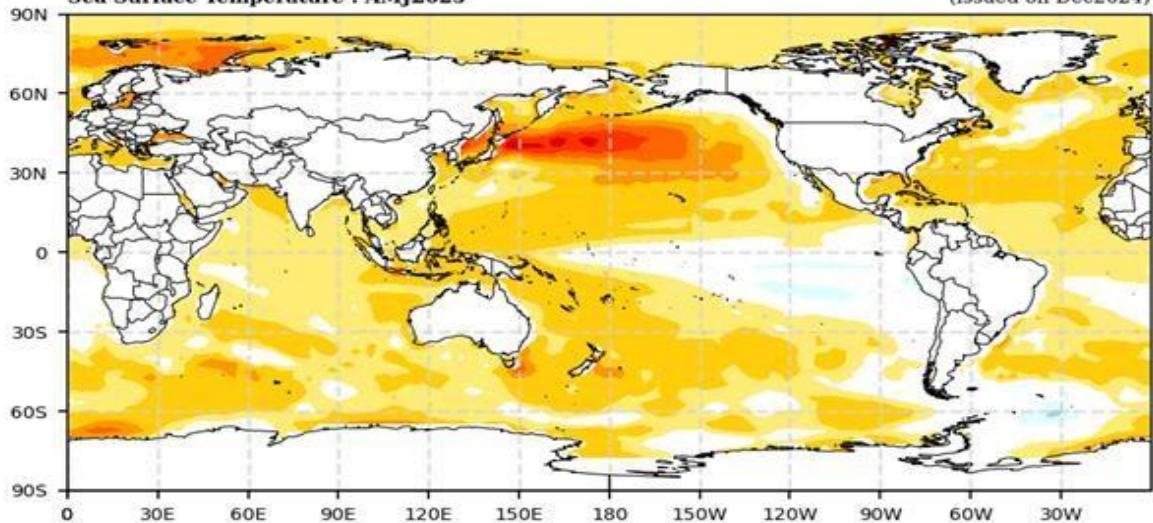 Sea Surface Temperature : AMJ2025
(issued on Dec2024)
90N
60N
30N
0
30S
60S
90S
0 30E 60E 90E 120E 150E 180 150W 120W 90W 60W 30W